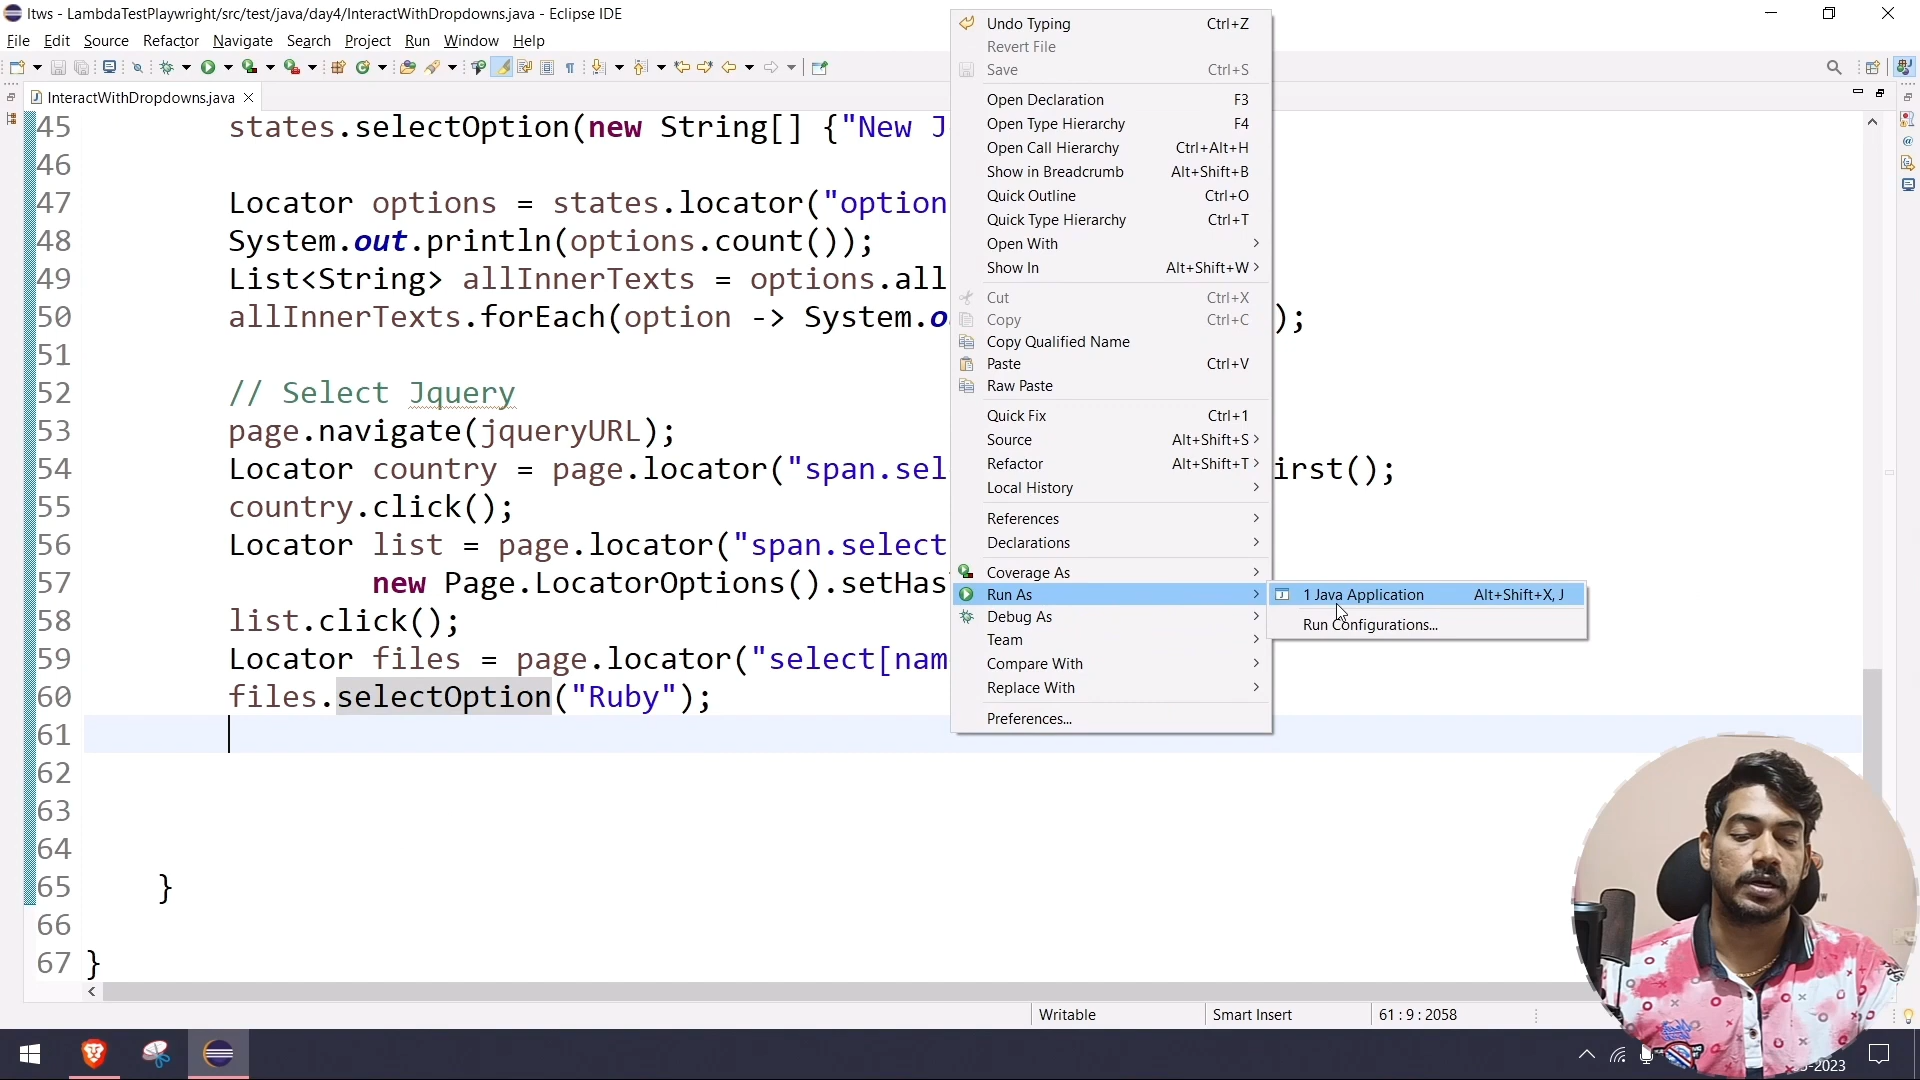 ltws - LambdaTestPlaywright/src/test/java/day4/InteractWithDropdowns.java - Eclipse IDE
File Edit Source Refactor Navigate Search Project Run Window Help
InteractWithDropdowns.java
45 states.selectOption(new String[] {"New J
46
47 Locator options = states.locator("option
48 System.out.println(options.count());
49 List<String> allInnerTexts = options.all
50 allInnerTexts.forEach(option -> System.o );
51
52 // Select Jquery
53 page.navigate(jqueryURL);
54 Locator country = page.locator("span.sel irst();
55 country.click();
56 Locator list = page.locator("span.select
57 new Page.LocatorOptions().setHas
58 list.click();
59 Locator files = page.locator("select[nam
60 files.selectOption("Ruby");
61
62
63
64
65 }
66
67 }
Undo Typing Ctrl+Z
Revert File
Save Ctrl+S
Open Declaration F3
Open Type Hierarchy F4
Open Call Hierarchy Ctrl+Alt+H
Show in Breadcrumb Alt+Shift+B
Quick Outline Ctrl+O
Quick Type Hierarchy Ctrl+T
Open With
Show In Alt+Shift+W
Cut Ctrl+X
Copy Ctrl+C
Copy Qualified Name
Paste Ctrl+V
Raw Paste
Quick Fix Ctrl+1
Source Alt+Shift+S
Refactor Alt+Shift+T
Local History
References
Declarations
Coverage As
Run As
Debug As
Team
Compare With
Replace With
Preferences...
1 Java Application Alt+Shift+X, J
Run Configurations...
Writable Smart Insert 61 : 9 : 2058
-2023